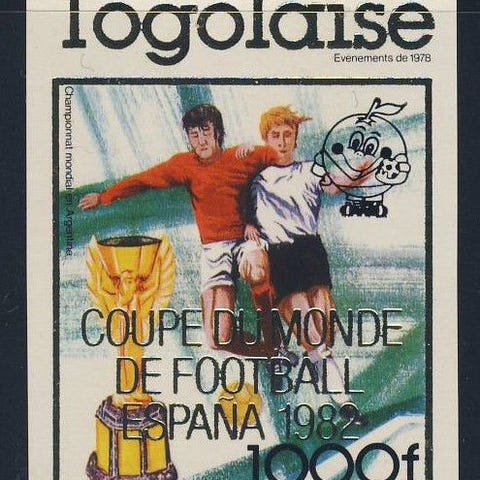 Togolaise
Evenements de 1978
Championnat mondial en Argentine
COUPE DU MONDE
DE FOOTBALL
ESPAÑA 1982
1000f